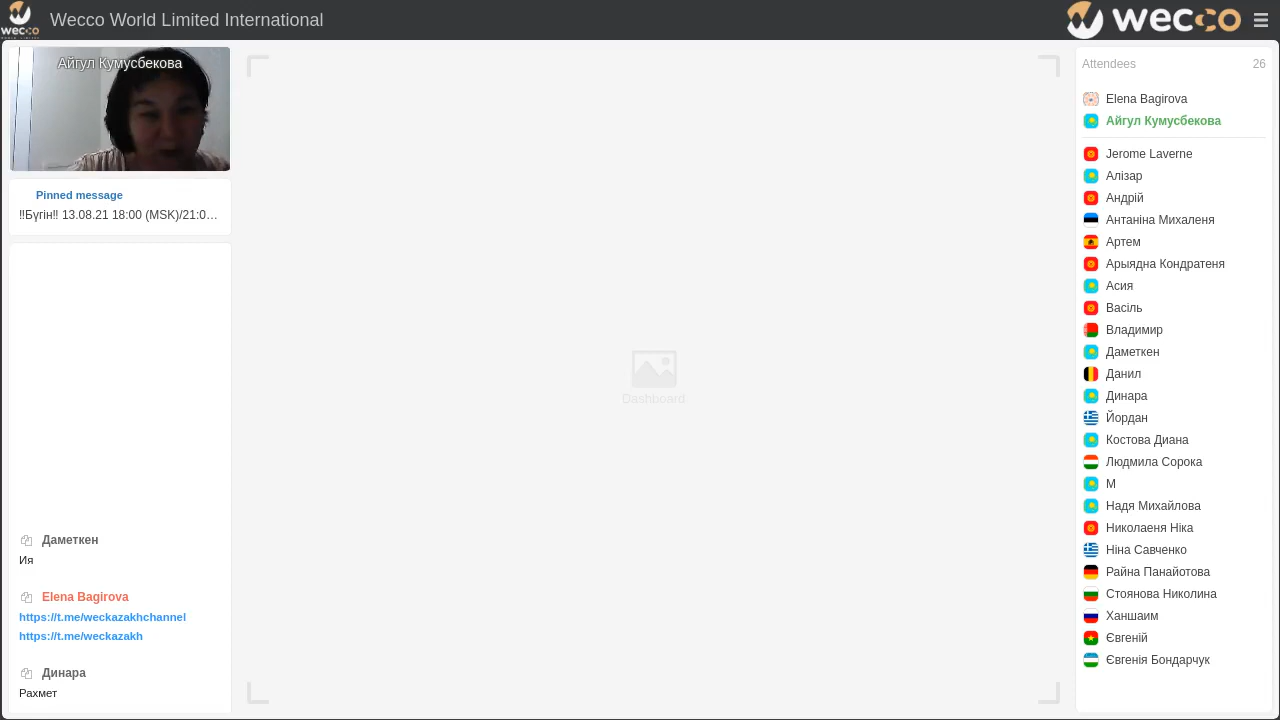 wecco
WORLD LIMITED
Wecco World Limited International
wecco
Айгул Кумусбекова
Pinned message
‼Бүгін‼ 13.08.21 18:00 (MSK)/21:0…
Даметкен
Ия
Elena Bagirova
https://t.me/weckazakhchannel
https://t.me/weckazakh
Динара
Рахмет
Dashboard
Attendees 26
Elena Bagirova
Айгул Кумусбекова
Jerome Laverne
Алізар
Андрій
Антаніна Михаленя
Артем
Арыядна Кондратеня
Асия
Васіль
Владимир
Даметкен
Данил
Динара
Йордан
Костова Диана
Людмила Сорока
М
Надя Михайлова
Николаеня Ніка
Ніна Савченко
Райна Панайотова
Стоянова Николина
Ханшаим
Євгеній
Євгенія Бондарчук